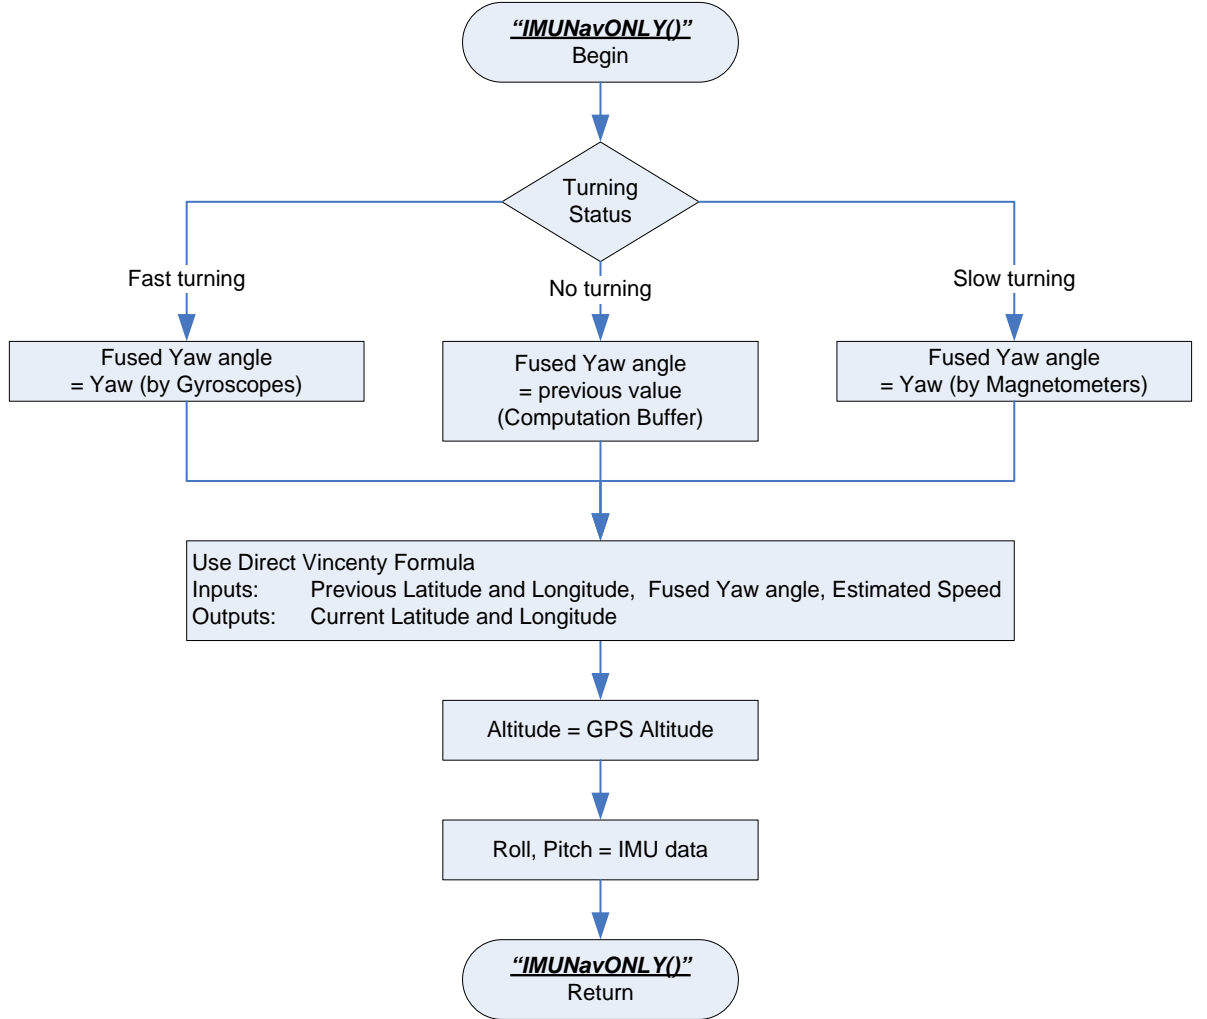 “IMUNavONLY()”
Begin
Turning
Status
Fast turning
No turning
Slow turning
Fused Yaw angle
= Yaw (by Gyroscopes)
Fused Yaw angle
= previous value
(Computation Buffer)
Fused Yaw angle
= Yaw (by Magnetometers)
Use Direct Vincenty Formula
Inputs: Previous Latitude and Longitude, Fused Yaw angle, Estimated Speed
Outputs: Current Latitude and Longitude
Altitude = GPS Altitude
Roll, Pitch = IMU data
“IMUNavONLY()”
Return